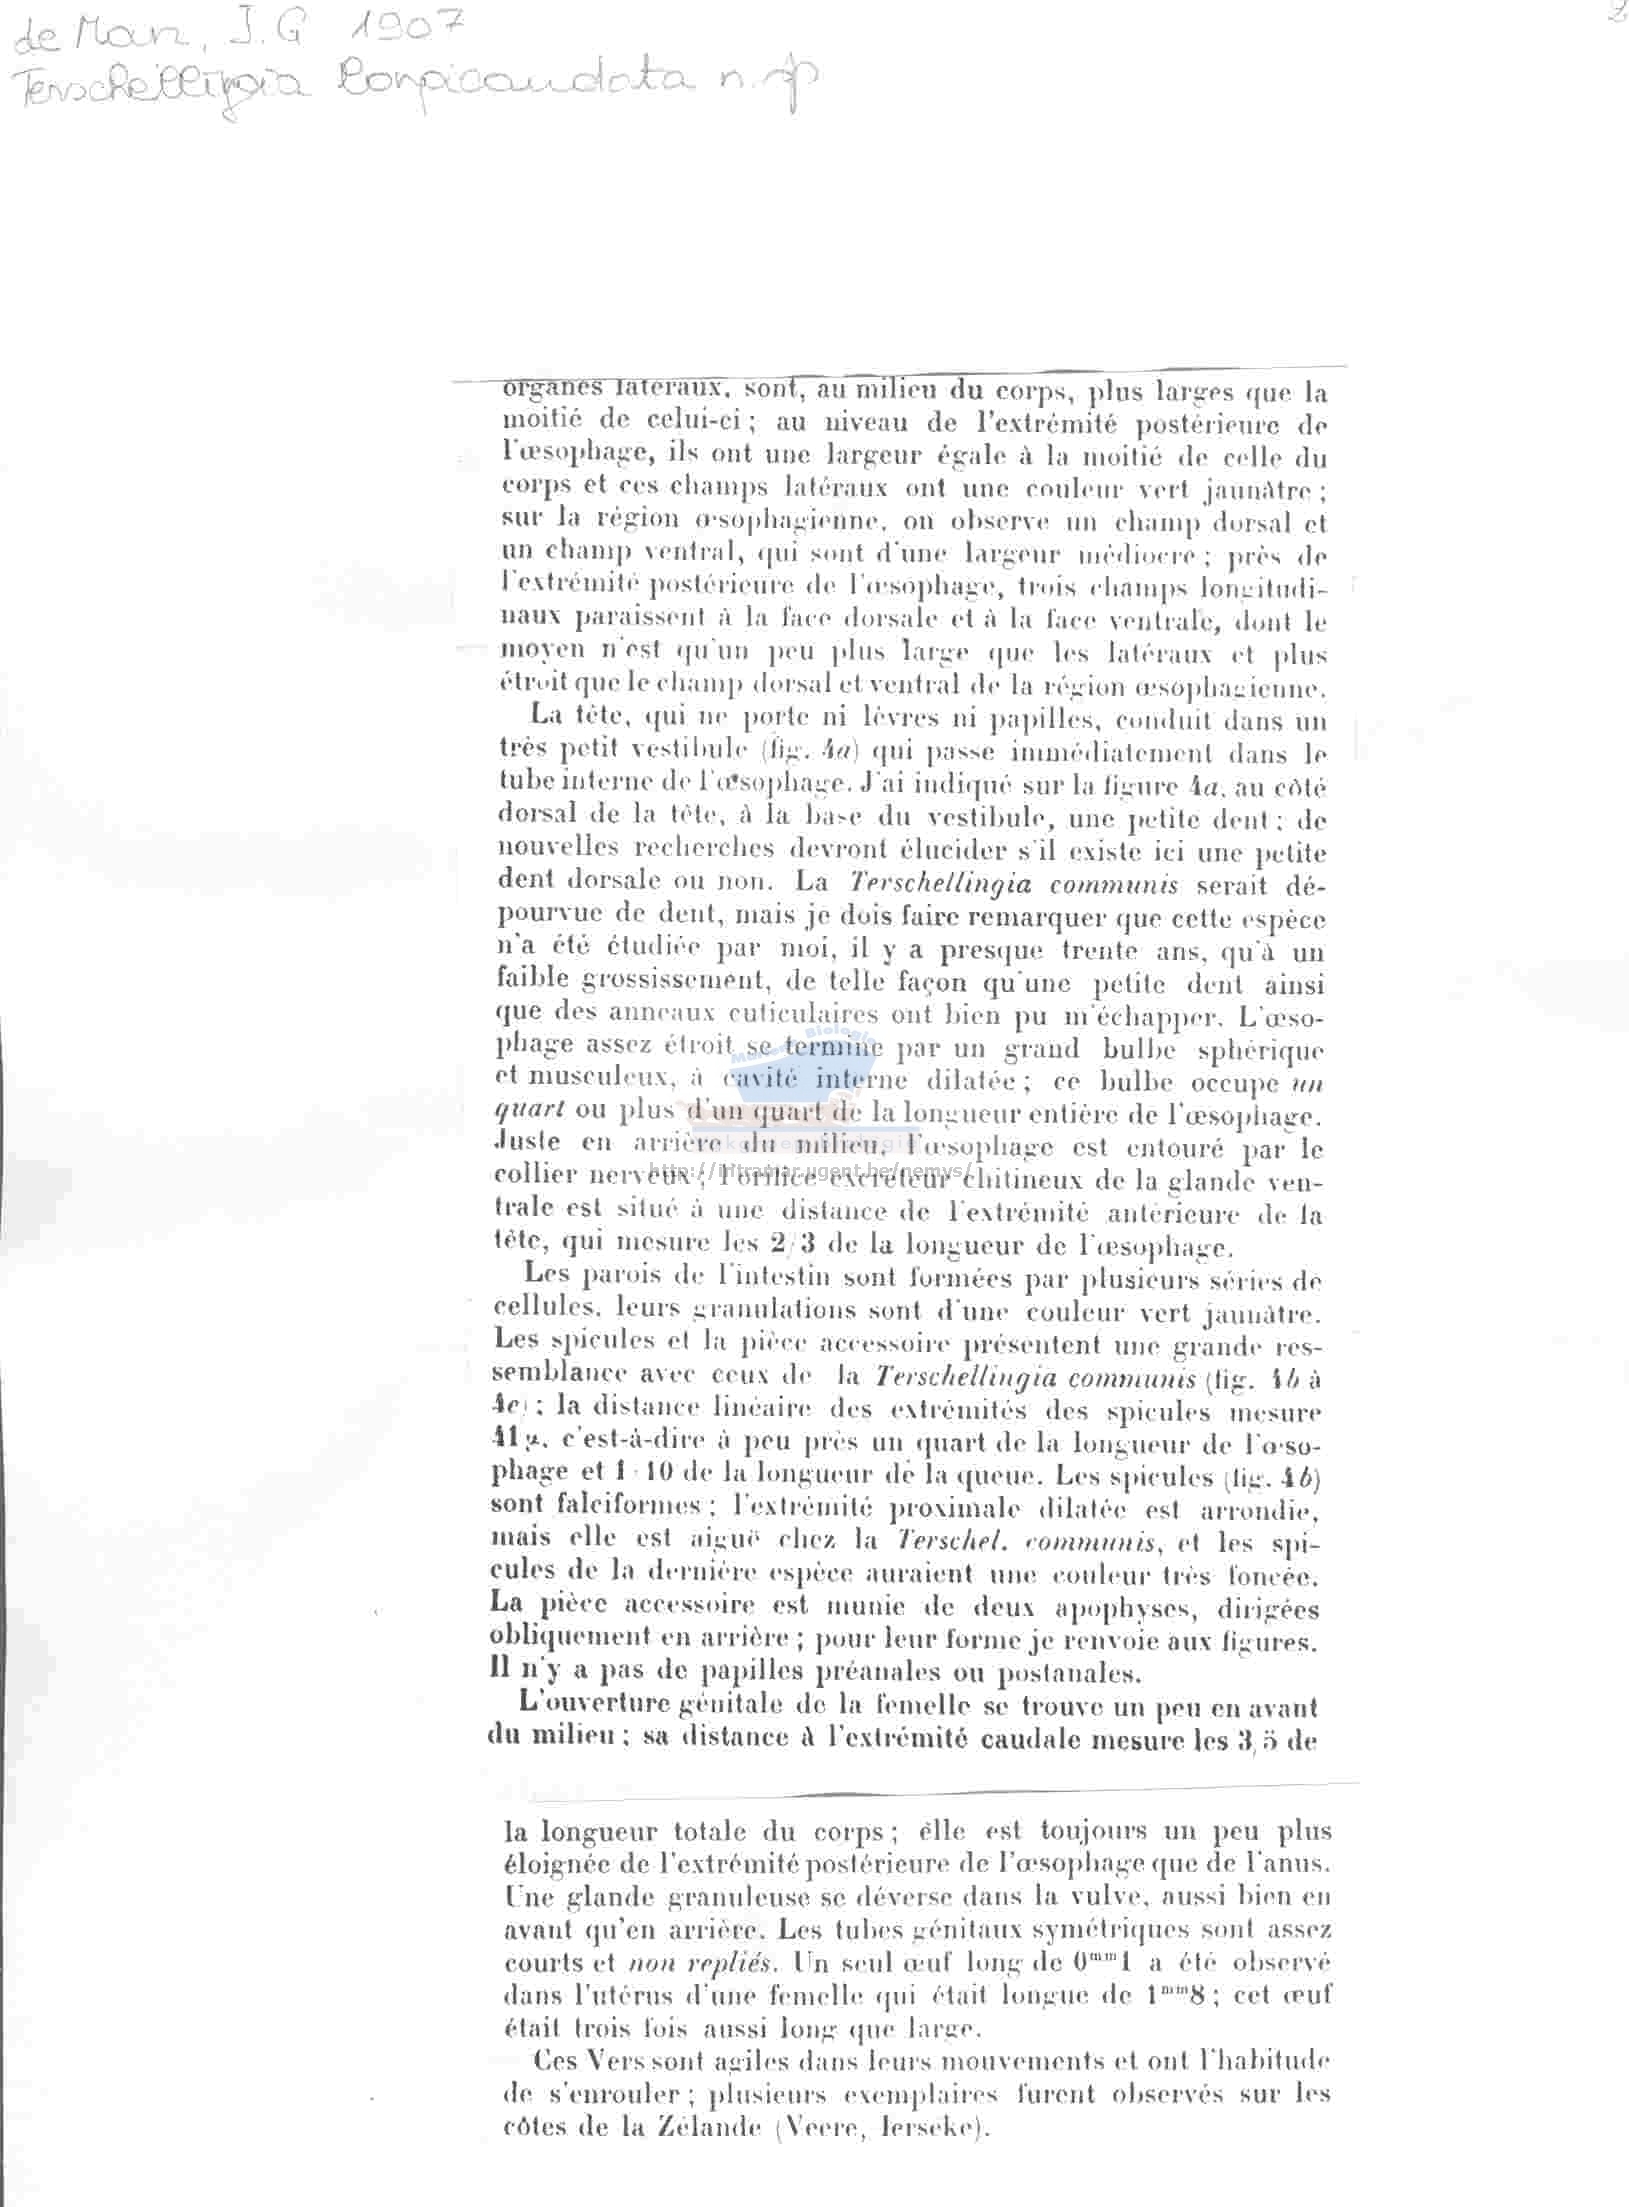 de Man, J.G 1907
2
Terschellingia longicaudata n.sp
organes latéraux, sont, au milieu du corps, plus larges que la
moitié de celui-ci ; au niveau de l'extrémité postérieure de
l'œsophage, ils ont une largeur égale à la moitié de celle du
corps et ces champs latéraux ont une couleur vert jaunâtre ;
sur la région œsophagienne, on observe un champ dorsal et
un champ ventral, qui sont d'une largeur médiocre ; près de
l'extrémité postérieure de l'œsophage, trois champs longitudi-
naux paraissent à la face dorsale et à la face ventrale, dont le
moyen n'est qu'un peu plus large que les latéraux et plus
étroit que le champ dorsal et ventral de la région œsophagienne.
La tête, qui ne porte ni lèvres ni papilles, conduit dans un
très petit vestibule (fig. 4a) qui passe immédiatement dans le
tube interne de l'œsophage. J'ai indiqué sur la figure 4a, au côté
dorsal de la tête, à la base du vestibule, une petite dent ; de
nouvelles recherches devront élucider s'il existe ici une petite
dent dorsale ou non. La Terschellingia communis serait dé-
pourvue de dent, mais je dois faire remarquer que cette espèce
n'a été étudiée par moi, il y a presque trente ans, qu'à un
faible grossissement, de telle façon qu'une petite dent ainsi
que des anneaux cuticulaires ont bien pu m'échapper. L'œso-
phage assez étroit se termine par un grand bulbe sphérique
et musculeux, à cavité interne dilatée ; ce bulbe occupe un
quart ou plus d'un quart de la longueur entière de l'œsophage.
Juste en arrière du milieu, l'œsophage est entouré par le
collier nerveux ; l'orifice excréteur chitineux de la glande ven-
trale est situé à une distance de l'extrémité antérieure de la
tête, qui mesure les 2/3 de la longueur de l'œsophage.
Marine Biologie
http://intramar.ugent.be/nemys/
Les parois de l'intestin sont formées par plusieurs séries de
cellules, leurs granulations sont d'une couleur vert jaunâtre.
Les spicules et la pièce accessoire présentent une grande res-
semblance avec ceux de la Terschellingia communis (fig. 4b à
4e) ; la distance linéaire des extrémités des spicules mesure
41 µ, c'est-à-dire à peu près un quart de la longueur de l'œso-
phage et 1/10 de la longueur de la queue. Les spicules (fig. 4b)
sont falciformes ; l'extrémité proximale dilatée est arrondie,
mais elle est aiguë chez la Terschel. communis, et les spi-
cules de la dernière espèce auraient une couleur très foncée.
La pièce accessoire est munie de deux apophyses, dirigées
obliquement en arrière ; pour leur forme je renvoie aux figures.
Il n'y a pas de papilles préanales ou postanales.
L'ouverture génitale de la femelle se trouve un peu en avant
du milieu ; sa distance à l'extrémité caudale mesure les 3/5 de
la longueur totale du corps ; elle est toujours un peu plus
éloignée de l'extrémité postérieure de l'œsophage que de l'anus.
Une glande granuleuse se déverse dans la vulve, aussi bien en
avant qu'en arrière. Les tubes génitaux symétriques sont assez
courts et non repliés. Un seul œuf long de 0mm1 a été observé
dans l'utérus d'une femelle qui était longue de 1mm8 ; cet œuf
était trois fois aussi long que large.
Ces Vers sont agiles dans leurs mouvements et ont l'habitude
de s'enrouler ; plusieurs exemplaires furent observés sur les
côtes de la Zélande (Veere, Ierseke).